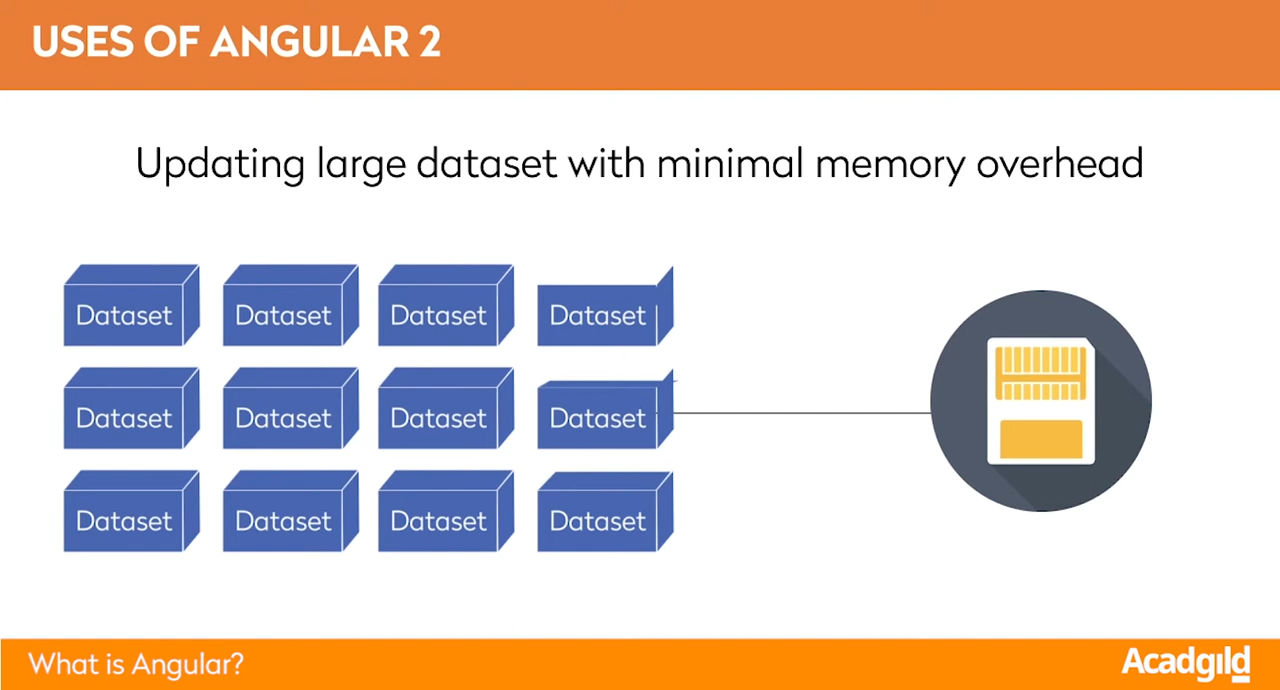 USES OF ANGULAR 2
Updating large dataset with minimal memory overhead
Dataset Dataset Dataset Dataset
Dataset Dataset Dataset Dataset
Dataset Dataset Dataset Dataset
What is Angular?
Acadgild